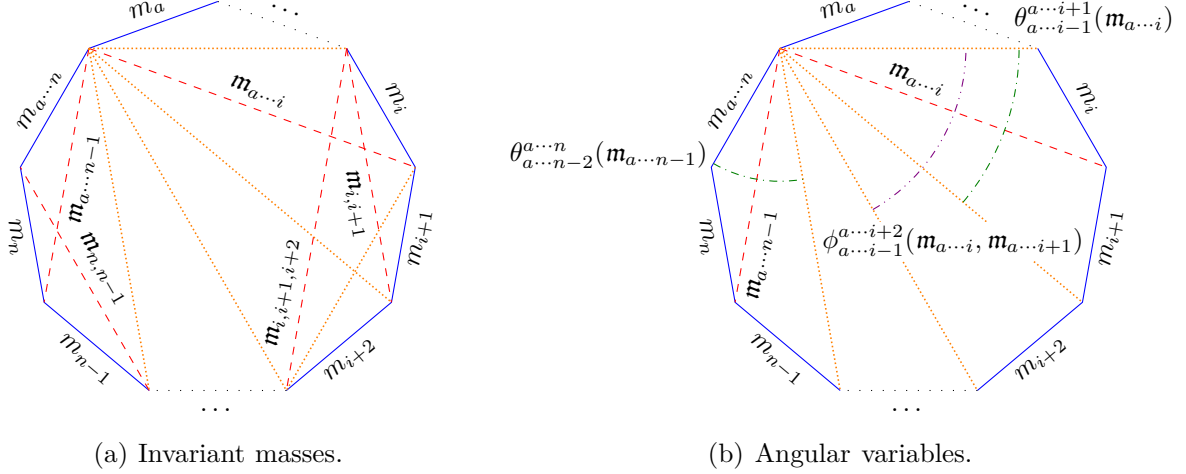 m_a
⋯
m_{a⋯n}
𝔪_{a⋯i}
m_i
𝔪_{a⋯n−1}
𝔪_{i,i+1}
m_n
𝔪_{n,n−1}
𝔪_{i,i+1,i+2}
m_{i+1}
m_{n−1}
m_{i+2}
⋯
(a) Invariant masses.
m_a
⋯
θ^{a⋯i+1}_{a⋯i−1}(𝔪_{a⋯i})
m_{a⋯n}
𝔪_{a⋯i}
m_i
θ^{a⋯n}_{a⋯n−2}(𝔪_{a⋯n−1})
m_n
𝔪_{a⋯n−1}
ϕ^{a⋯i+2}_{a⋯i−1}(𝔪_{a⋯i}, 𝔪_{a⋯i+1})
m_{i+1}
m_{n−1}
m_{i+2}
⋯
(b) Angular variables.